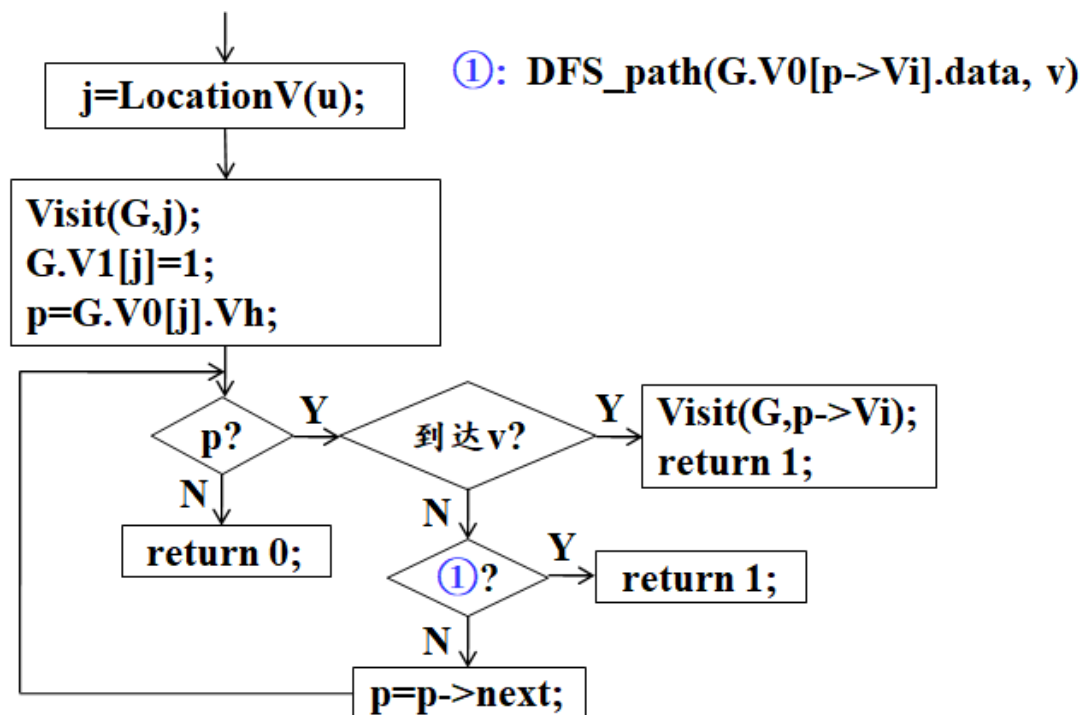 j=LocationV(u);
①: DFS_path(G.V0[p->Vi].data, v)
Visit(G,j);
G.V1[j]=1;
p=G.V0[j].Vh;
p?
Y
到达v?
Y
Visit(G,p->Vi);
return 1;
N
return 0;
N
①?
Y
return 1;
N
p=p->next;